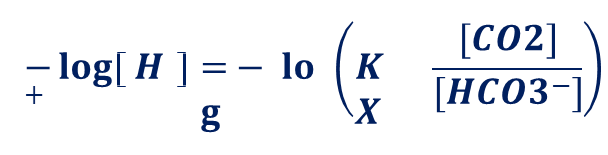 [CO2]
− log[ H ] = − lo ( K )
+ [HCO3−]
g X